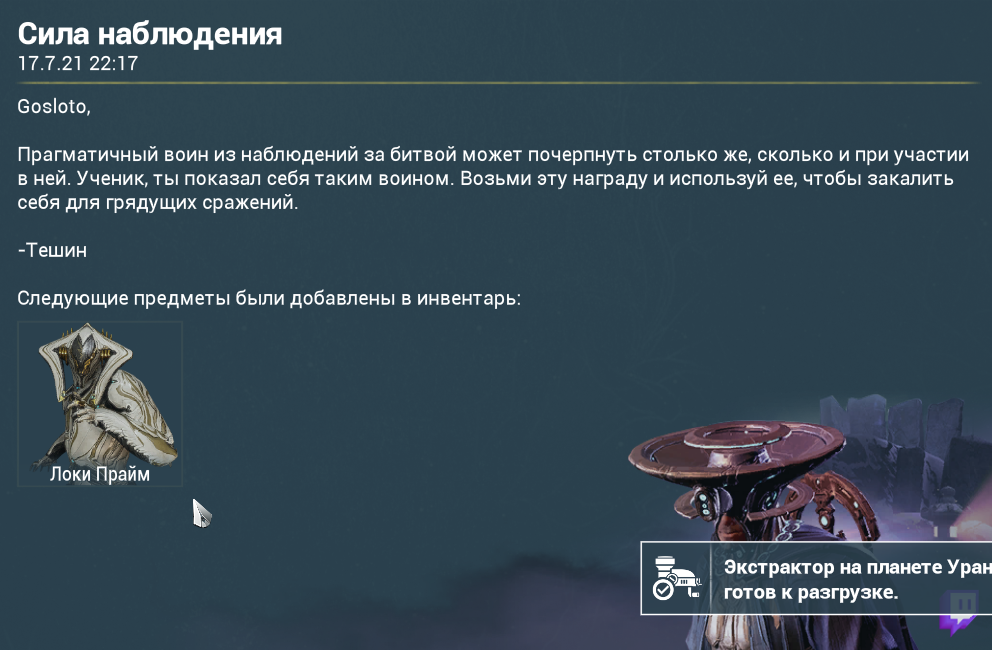 Сила наблюдения
17.7.21 22:17
Gosloto,
Прагматичный воин из наблюдений за битвой может почерпнуть столько же, сколько и при участии
в ней. Ученик, ты показал себя таким воином. Возьми эту награду и используй ее, чтобы закалить
себя для грядущих сражений.
-Тешин
Следующие предметы были добавлены в инвентарь:
Локи Прайм
Экстрактор на планете Уран
готов к разгрузке.